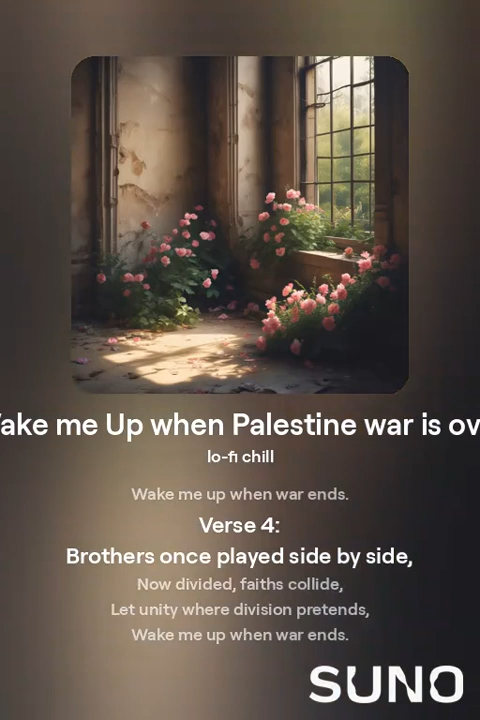 ake me Up when Palestine war is ov
lo-fi chill
Wake me up when war ends.
Verse 4:
Brothers once played side by side,
Now divided, faiths collide,
Let unity where division pretends,
Wake me up when war ends.
SUNO